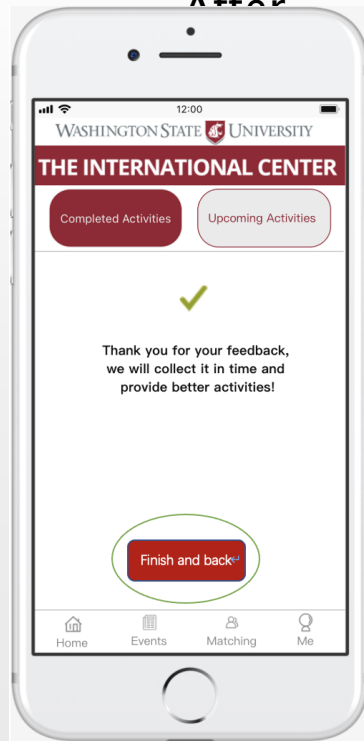 After
12:00
WASHINGTON STATE UNIVERSITY
THE INTERNATIONAL CENTER
Completed Activities Upcoming Activities
Thank you for your feedback,
we will collect it in time and
provide better activities!
Finish and back↵
Home Events Matching Me